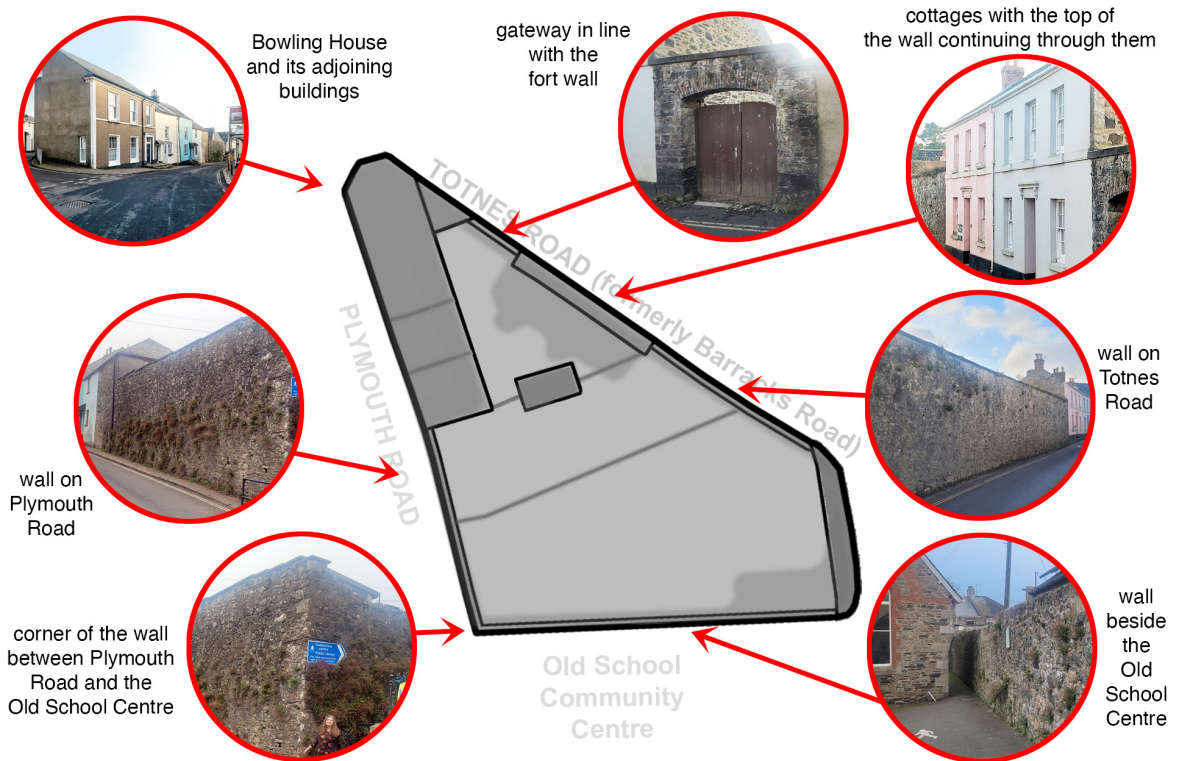 Bowling House
and its adjoining
buildings
gateway in line
with the
fort wall
cottages with the top of
the wall continuing through them
TOTNES ROAD (formerly Barracks Road)
PLYMOUTH ROAD
wall on
Totnes
Road
wall on
Plymouth
Road
corner of the wall
between Plymouth
Road and the
Old School Centre
Old School
Community
Centre
wall
beside
the
Old
School
Centre